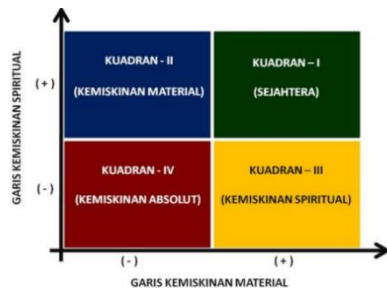 GARIS KEMISKINAN SPIRITUAL
(+)
(-)
KUADRAN - II
(KEMISKINAN MATERIAL)
KUADRAN – I
(SEJAHTERA)
KUADRAN - IV
(KEMISKINAN ABSOLUT)
KUADRAN – III
(KEMISKINAN SPIRITUAL)
(-)
(+)
GARIS KEMISKINAN MATERIAL